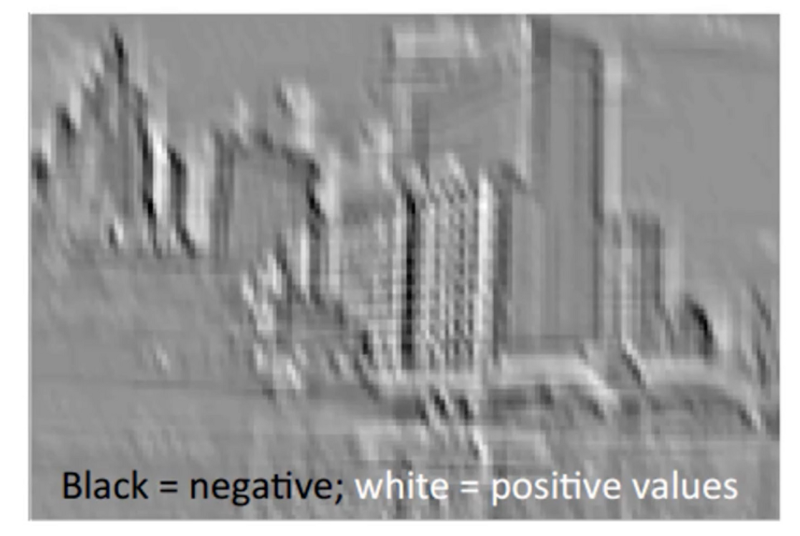 Black = negative; white = positive values